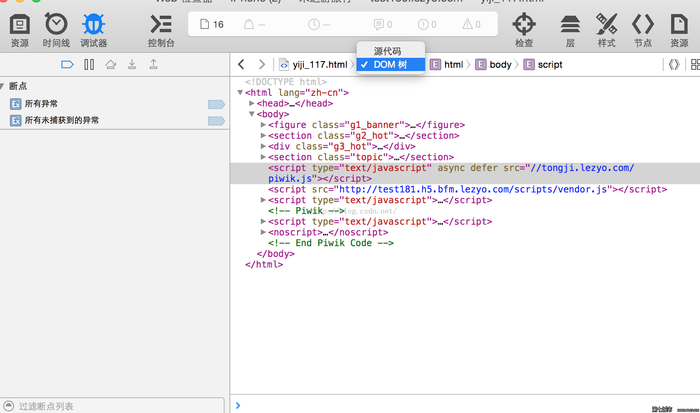 16
0
0
0
资源
时间线
调试器
控制台
检查
层
样式
节点
资源
源代码
✓ DOM 树
yiji_117.html
E html
E body
E script
断点
所有异常
所有未捕获到的异常
<!DOCTYPE html>
<html lang="zh-cn">
<head>…</head>
<body>
<figure class="g1_banner">…</figure>
<section class="g2_hot">…</section>
<div class="g3_hot">…</div>
<section class="topic">…</section>
<script type="text/javascript" async defer src="//tongji.lezyo.com/
piwik.js"></script>
<script src="http://test181.h5.bfm.lezyo.com/scripts/vendor.js"></script>
<script type="text/javascript">…</script>
<!-- Piwik -->
<script type="text/javascript">…</script>
<noscript>…</noscript>
<!-- End Piwik Code -->
</body>
</html>
过滤断点列表